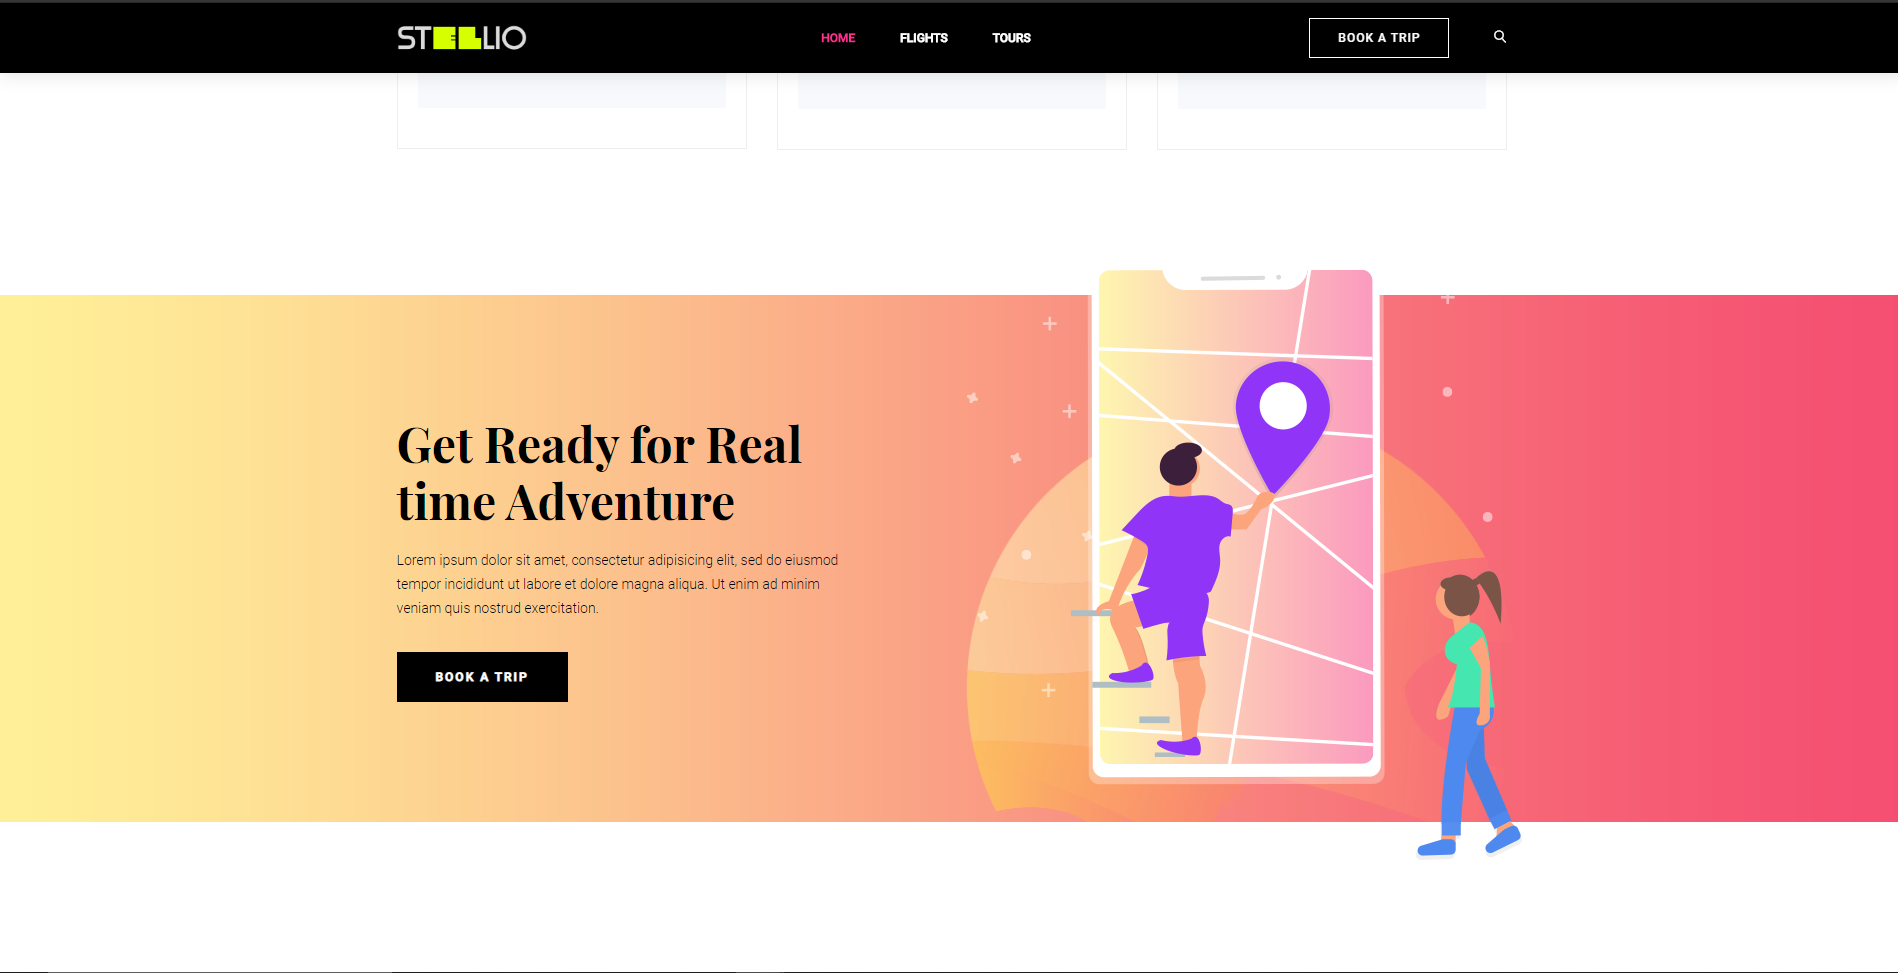 STEELLIO
HOME
FLIGHTS
TOURS
BOOK A TRIP
Get Ready for Real
time Adventure
Lorem ipsum dolor sit amet, consectetur adipisicing elit, sed do eiusmod
tempor incididunt ut labore et dolore magna aliqua. Ut enim ad minim
veniam quis nostrud exercitation.
BOOK A TRIP